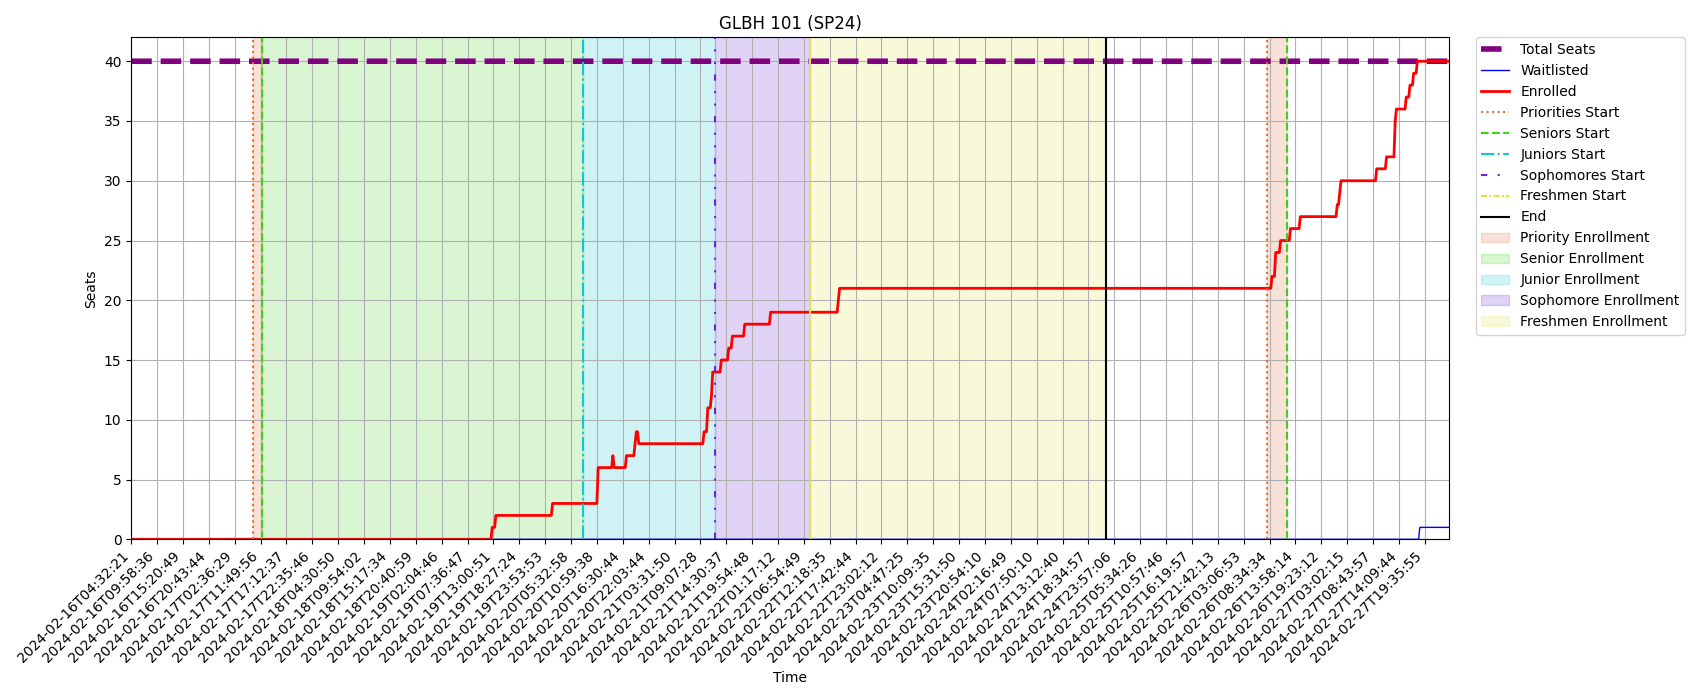 GLBH 101 (SP24)
Seats
40
35
30
25
20
15
10
5
0
2024-02-16T04:32:21
2024-02-16T09:58:36
2024-02-16T15:20:49
2024-02-16T20:43:44
2024-02-17T02:36:29
2024-02-17T11:49:56
2024-02-17T17:12:37
2024-02-17T22:35:46
2024-02-18T04:30:50
2024-02-18T09:54:02
2024-02-18T15:17:34
2024-02-18T20:40:59
2024-02-19T02:04:46
2024-02-19T07:36:47
2024-02-19T13:00:51
2024-02-19T18:27:24
2024-02-19T23:53:53
2024-02-20T05:32:58
2024-02-20T10:59:38
2024-02-20T16:30:44
2024-02-20T22:03:44
2024-02-21T03:31:50
2024-02-21T09:07:28
2024-02-21T14:30:37
2024-02-21T19:54:48
2024-02-22T01:17:12
2024-02-22T06:54:49
2024-02-22T12:18:35
2024-02-22T17:42:44
2024-02-22T23:02:12
2024-02-23T04:47:25
2024-02-23T10:09:35
2024-02-23T15:31:50
2024-02-23T20:54:10
2024-02-24T02:16:49
2024-02-24T07:50:10
2024-02-24T13:12:40
2024-02-24T18:34:57
2024-02-24T23:57:06
2024-02-25T05:34:26
2024-02-25T10:57:46
2024-02-25T16:19:57
2024-02-25T21:42:13
2024-02-26T03:06:53
2024-02-26T08:34:34
2024-02-26T13:58:14
2024-02-26T19:23:12
2024-02-27T03:02:15
2024-02-27T08:43:57
2024-02-27T14:09:44
2024-02-27T19:35:55
Time
Total Seats
Waitlisted
Enrolled
Priorities Start
Seniors Start
Juniors Start
Sophomores Start
Freshmen Start
End
Priority Enrollment
Senior Enrollment
Junior Enrollment
Sophomore Enrollment
Freshmen Enrollment